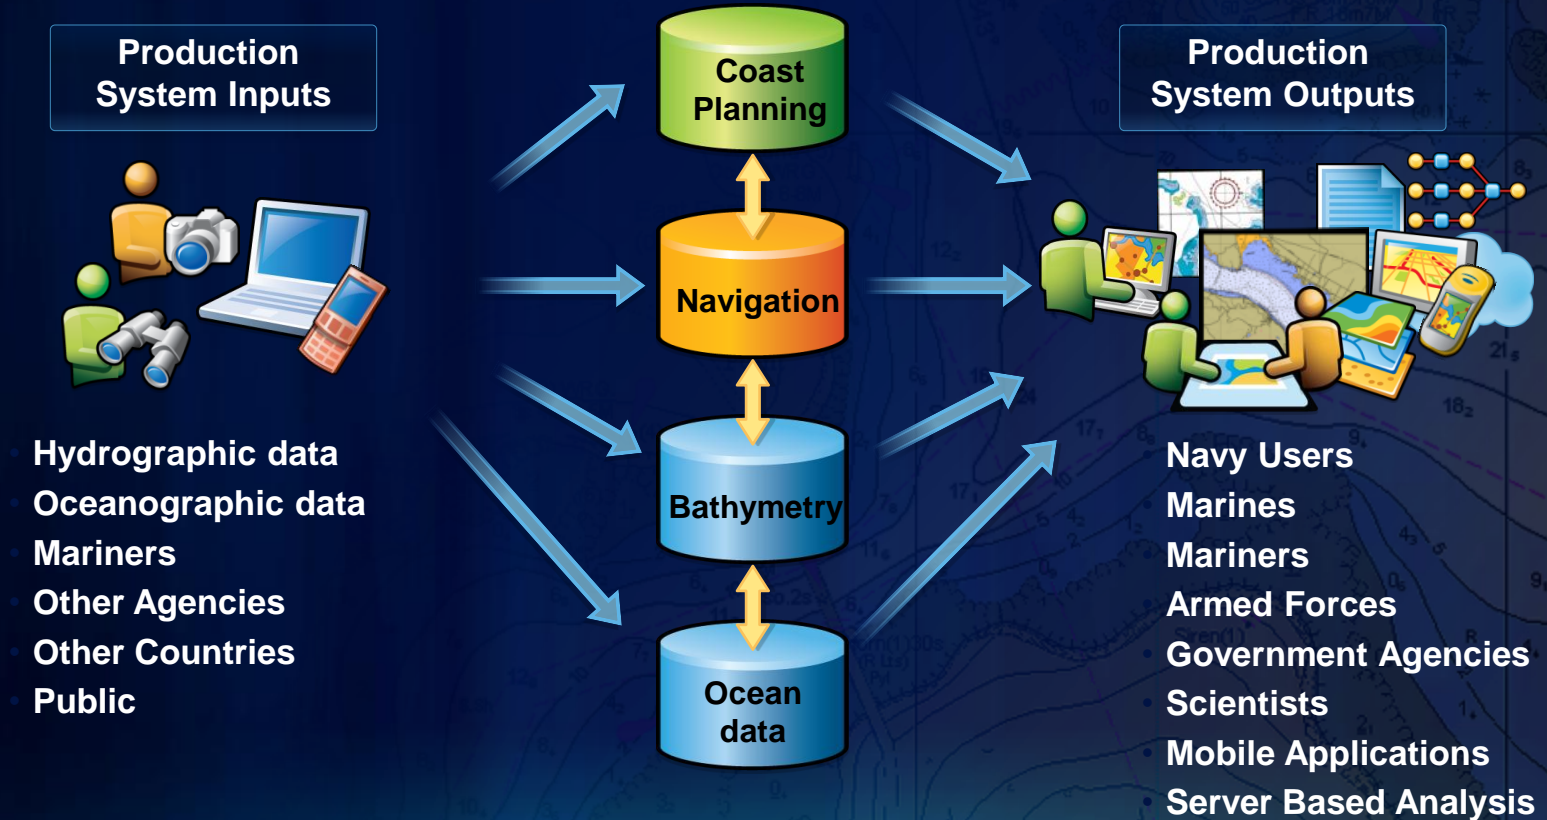 Production
System Inputs
Hydrographic data
Oceanographic data
Mariners
Other Agencies
Other Countries
Public
Coast
Planning
Navigation
Bathymetry
Ocean
data
Production
System Outputs
Navy Users
Marines
Mariners
Armed Forces
Government Agencies
Scientists
Mobile Applications
Server Based Analysis